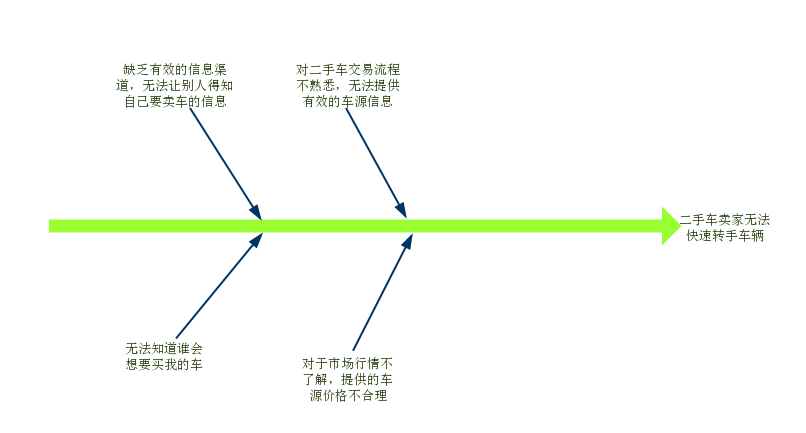 缺乏有效的信息渠
道，无法让别人得知
自己要卖车的信息
对二手车交易流程
不熟悉，无法提供
有效的车源信息
二手车卖家无法
快速转手车辆
无法知道谁会
想要买我的车
对于市场行情不
了解，提供的车
源价格不合理